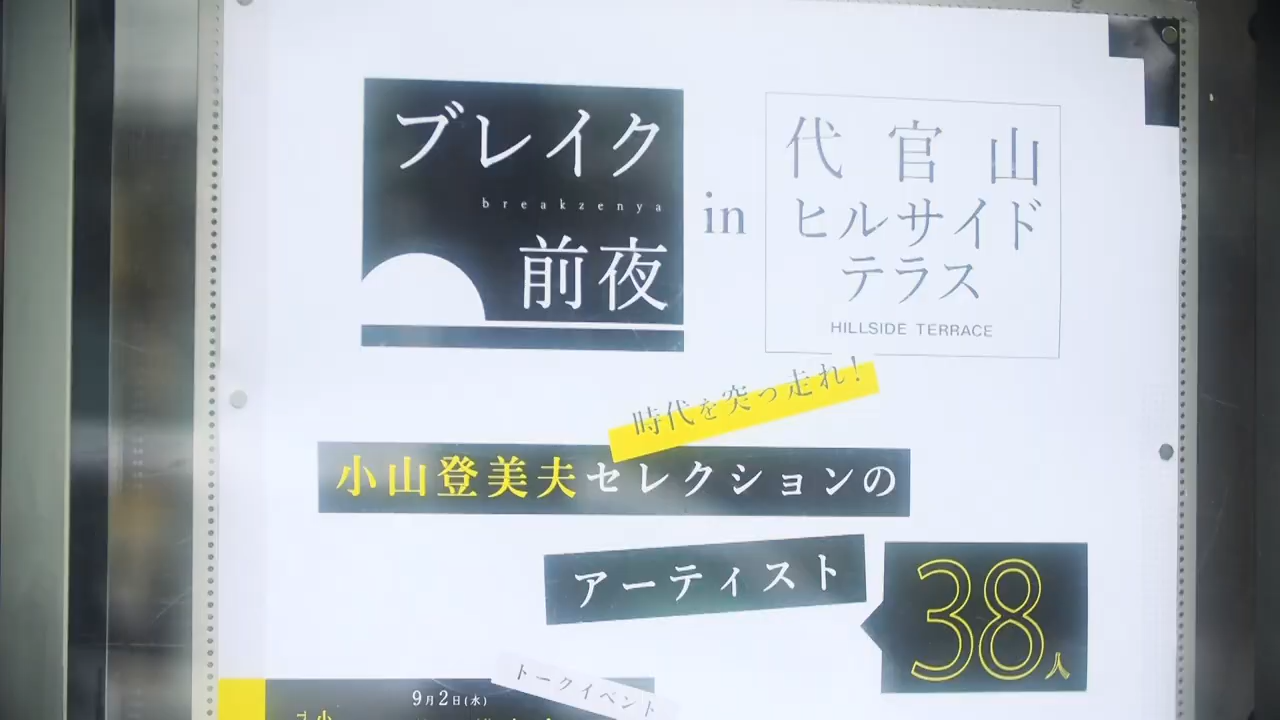 ブレイク
breakzenya
前夜
in
代官山
ヒルサイド
テラス
HILLSIDE TERRACE
時代を突っ走れ!
小山登美夫セレクションの
アーティスト
38人
トークイベント
9月2日(水)